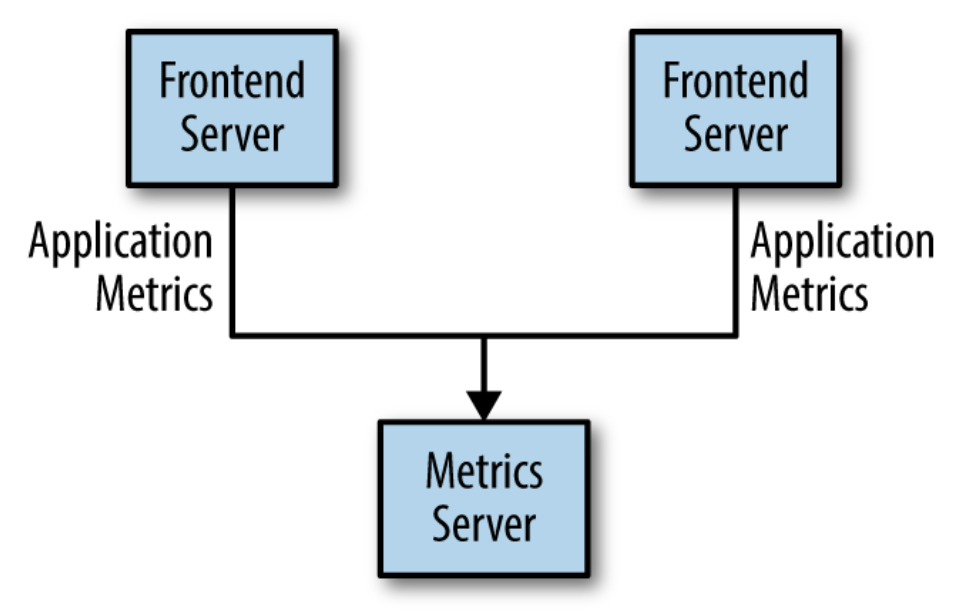 Frontend
Server
Frontend
Server
Application
Metrics
Application
Metrics
Metrics
Server